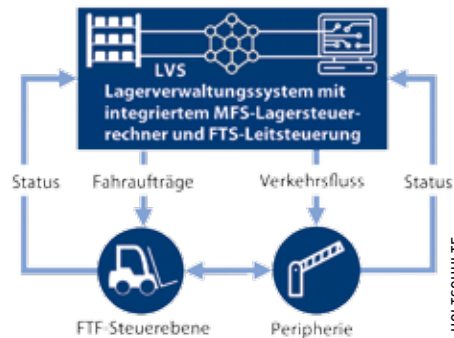 LVS
Lagerverwaltungssystem mit
integriertem MFS-Lagersteuer-
rechner und FTS-Leitsteuerung
Status
Fahraufträge
Verkehrsfluss
Status
FTF-Steuerebene
Peripherie